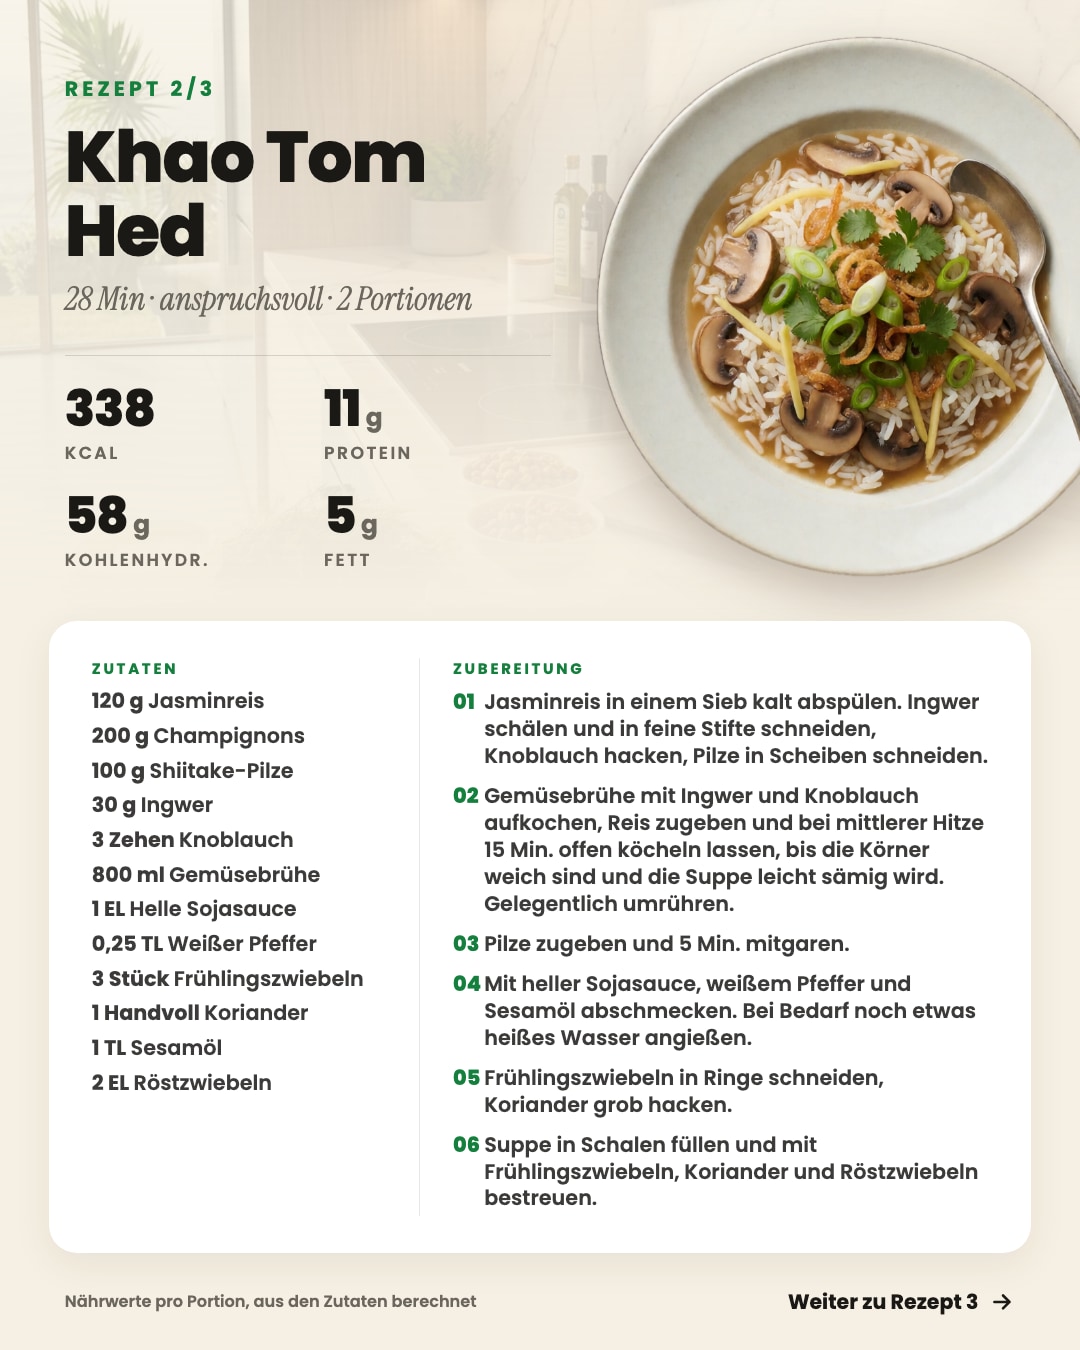 REZEPT 2/3
Khao Tom
Hed
28 Min · anspruchsvoll · 2 Portionen
338
KCAL
11 g
PROTEIN
58 g
KOHLENHYDR.
5 g
FETT
ZUTATEN
120 g Jasminreis
200 g Champignons
100 g Shiitake-Pilze
30 g Ingwer
3 Zehen Knoblauch
800 ml Gemüsebrühe
1 EL Helle Sojasauce
0,25 TL Weißer Pfeffer
3 Stück Frühlingszwiebeln
1 Handvoll Koriander
1 TL Sesamöl
2 EL Röstzwiebeln
ZUBEREITUNG
01 Jasminreis in einem Sieb kalt abspülen. Ingwer
schälen und in feine Stifte schneiden,
Knoblauch hacken, Pilze in Scheiben schneiden.
02 Gemüsebrühe mit Ingwer und Knoblauch
aufkochen, Reis zugeben und bei mittlerer Hitze
15 Min. offen köcheln lassen, bis die Körner
weich sind und die Suppe leicht sämig wird.
Gelegentlich umrühren.
03 Pilze zugeben und 5 Min. mitgaren.
04 Mit heller Sojasauce, weißem Pfeffer und
Sesamöl abschmecken. Bei Bedarf noch etwas
heißes Wasser angießen.
05 Frühlingszwiebeln in Ringe schneiden,
Koriander grob hacken.
06 Suppe in Schalen füllen und mit
Frühlingszwiebeln, Koriander und Röstzwiebeln
bestreuen.
Nährwerte pro Portion, aus den Zutaten berechnet
Weiter zu Rezept 3 →